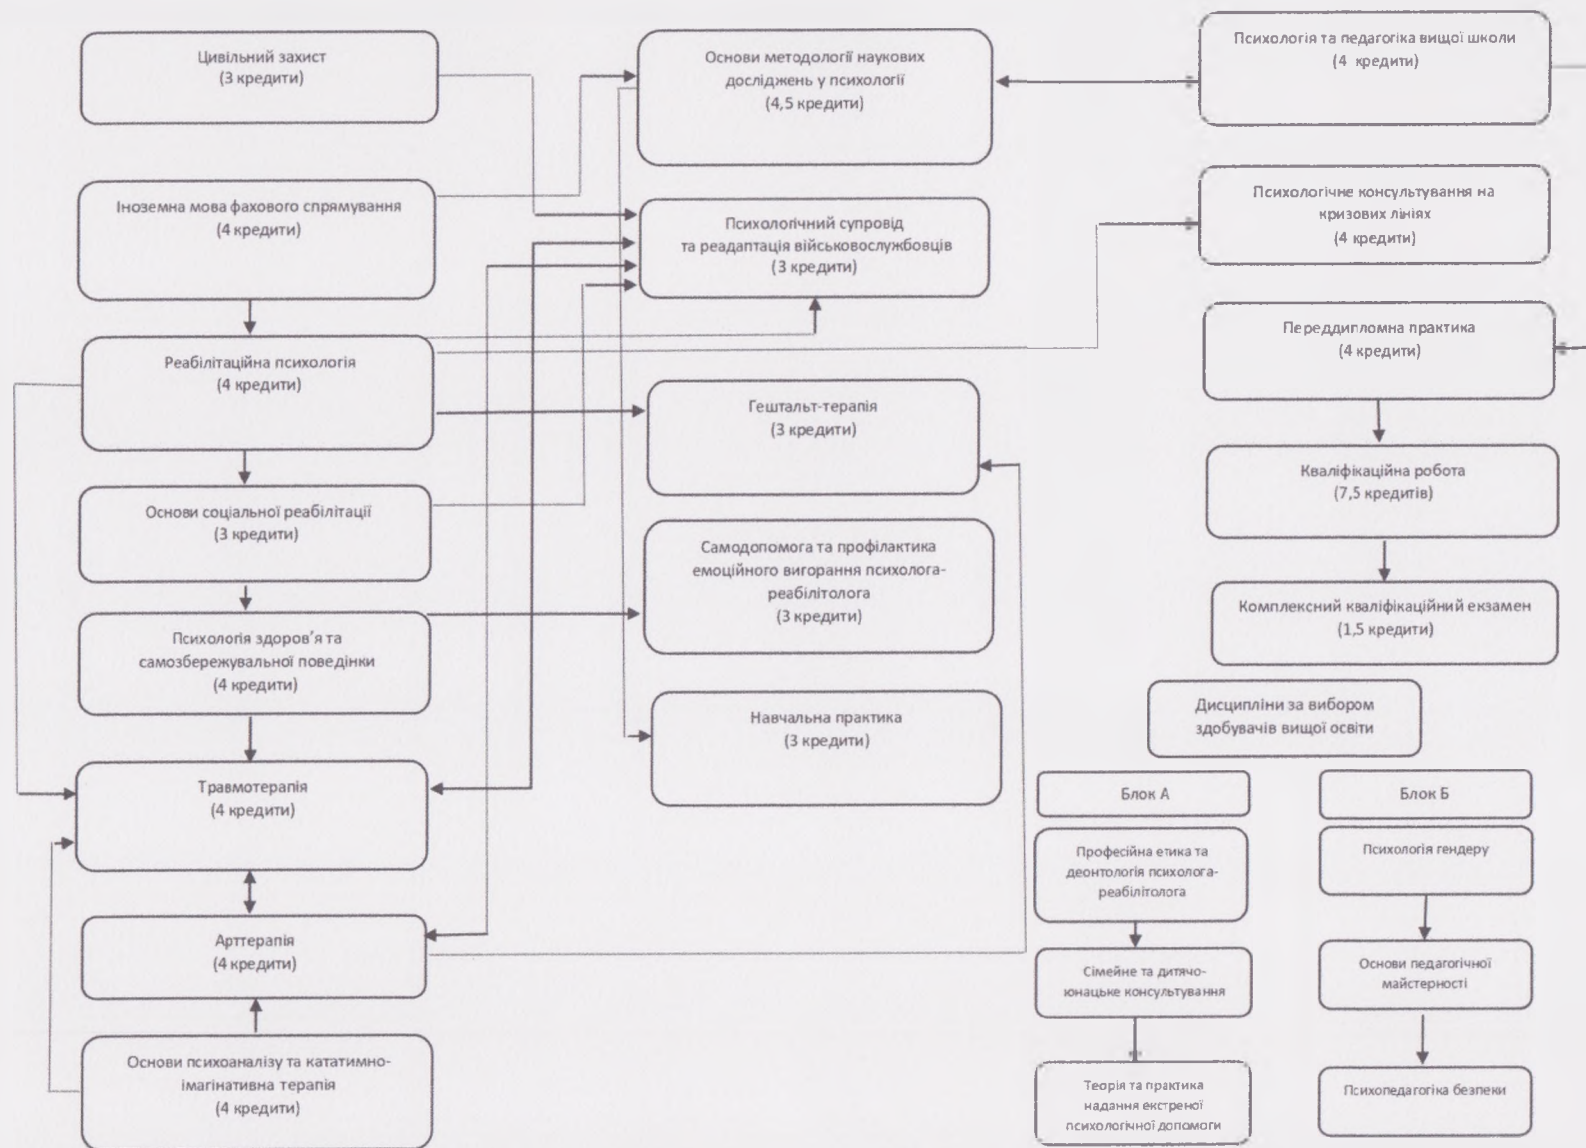 Цивільний захист
(3 кредити)
Іноземна мова фахового спрямування
(4 кредити)
Реабілітаційна психологія
(4 кредити)
Основи соціальної реабілітації
(3 кредити)
Психологія здоров'я та
самозбережувальної поведінки
(4 кредити)
Травмотерапія
(4 кредити)
Арттерапія
(4 кредити)
Основи психоаналізу та кататимно-
імагінативна терапія
(4 кредити)
Основи методології наукових
досліджень у психології
(4,5 кредити)
Психологічний супровід
та реадаптація військовослужбовців
(3 кредити)
Гештальт-терапія
(3 кредити)
Самодопомога та профілактика
емоційного вигорання психолога-
реабілітолога
(3 кредити)
Навчальна практика
(3 кредити)
Психологія та педагогіка вищої школи
(4 кредити)
Психологічне консультування на
кризових лініях
(4 кредити)
Переддипломна практика
(4 кредити)
Кваліфікаційна робота
(7,5 кредитів)
Комплексний кваліфікаційний екзамен
(1,5 кредити)
Дисципліни за вибором
здобувачів вищої освіти
Блок А
Професійна етика та
деонтологія психолога-
реабілітолога
Сімейне та дитячо-
юнацьке консультування
Теорія та практика
надання екстреної
психологічної допомоги
Блок Б
Психологія гендеру
Основи педагогічної
майстерності
Психопедагогіка безпеки